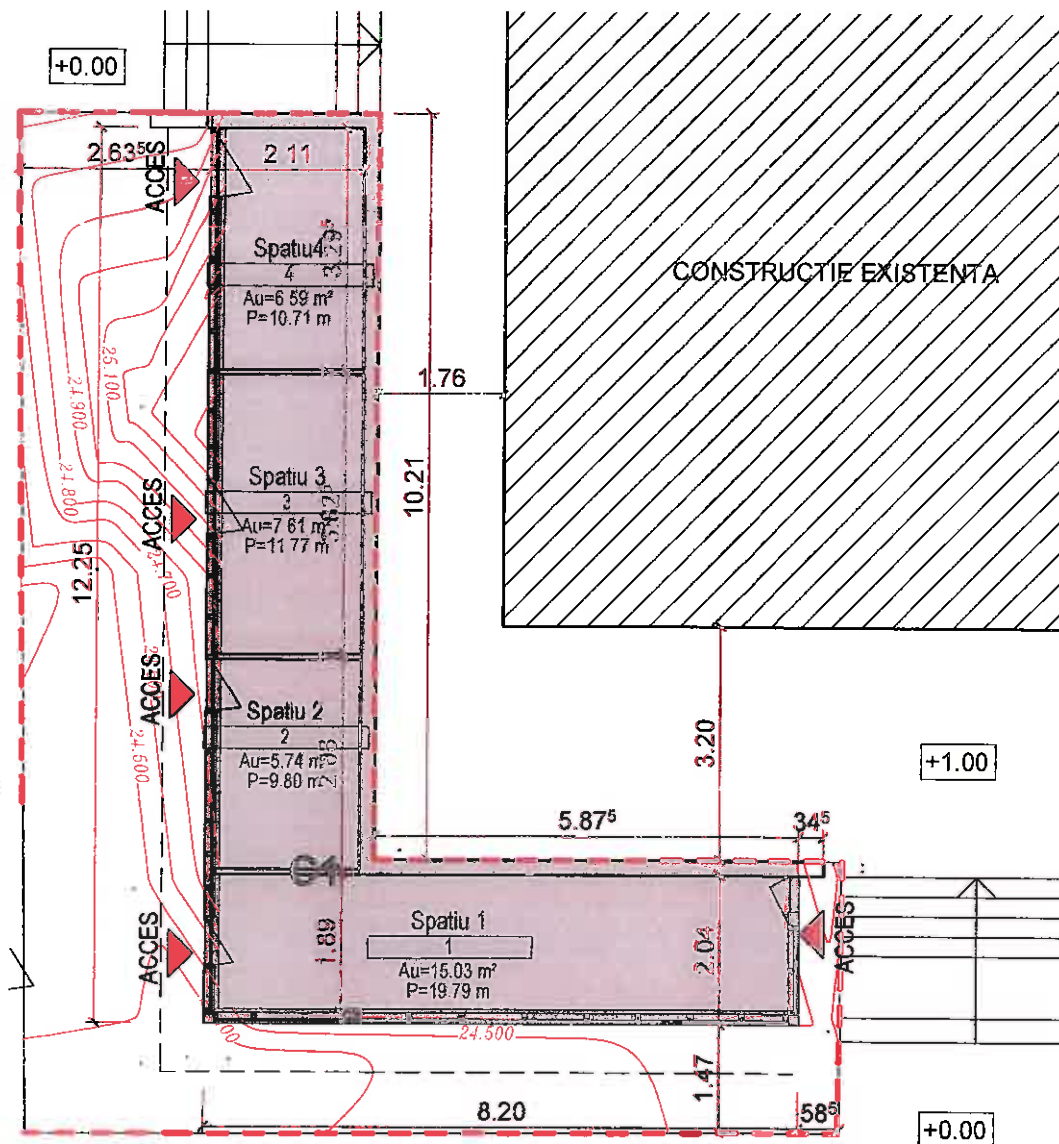 +0.00
2.63⁵
ACCES
2.11
Spatiu4
4
3.29⁵
Au=6.59 m²
P=10.71 m
CONSTRUCTIE EXISTENTA
25.100
24.900
24.800
1.76
10.21
12.25
ACCES
Spatiu 3
3
Au=7.61 m²
P=11.77 m
ACCES
Spatiu 2
2
Au=5.74 m²
P=9.80 m
24.500
3.20
+1.00
5.87⁵
34⁵
ACCES
1.89
Spatiu 1
1
Au=15.03 m²
P=19.79 m
2.04
ACCES
24.500
1.47
8.20
58⁵
+0.00